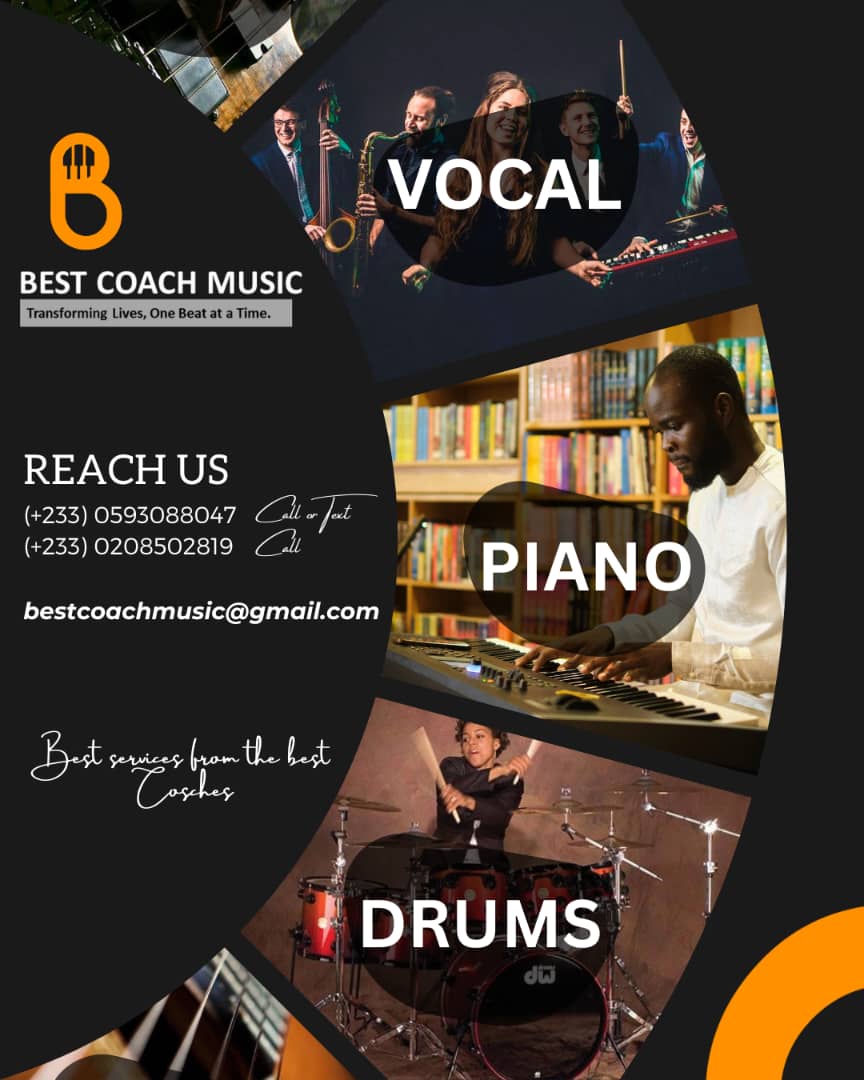 BEST COACH MUSIC
Transforming Lives, One Beat at a Time.
VOCAL
REACH US
(+233) 0593088047 Call or Text
(+233) 0208502819 Call
bestcoachmusic@gmail.com
PIANO
Best services from the best
Cosches
DRUMS
dw